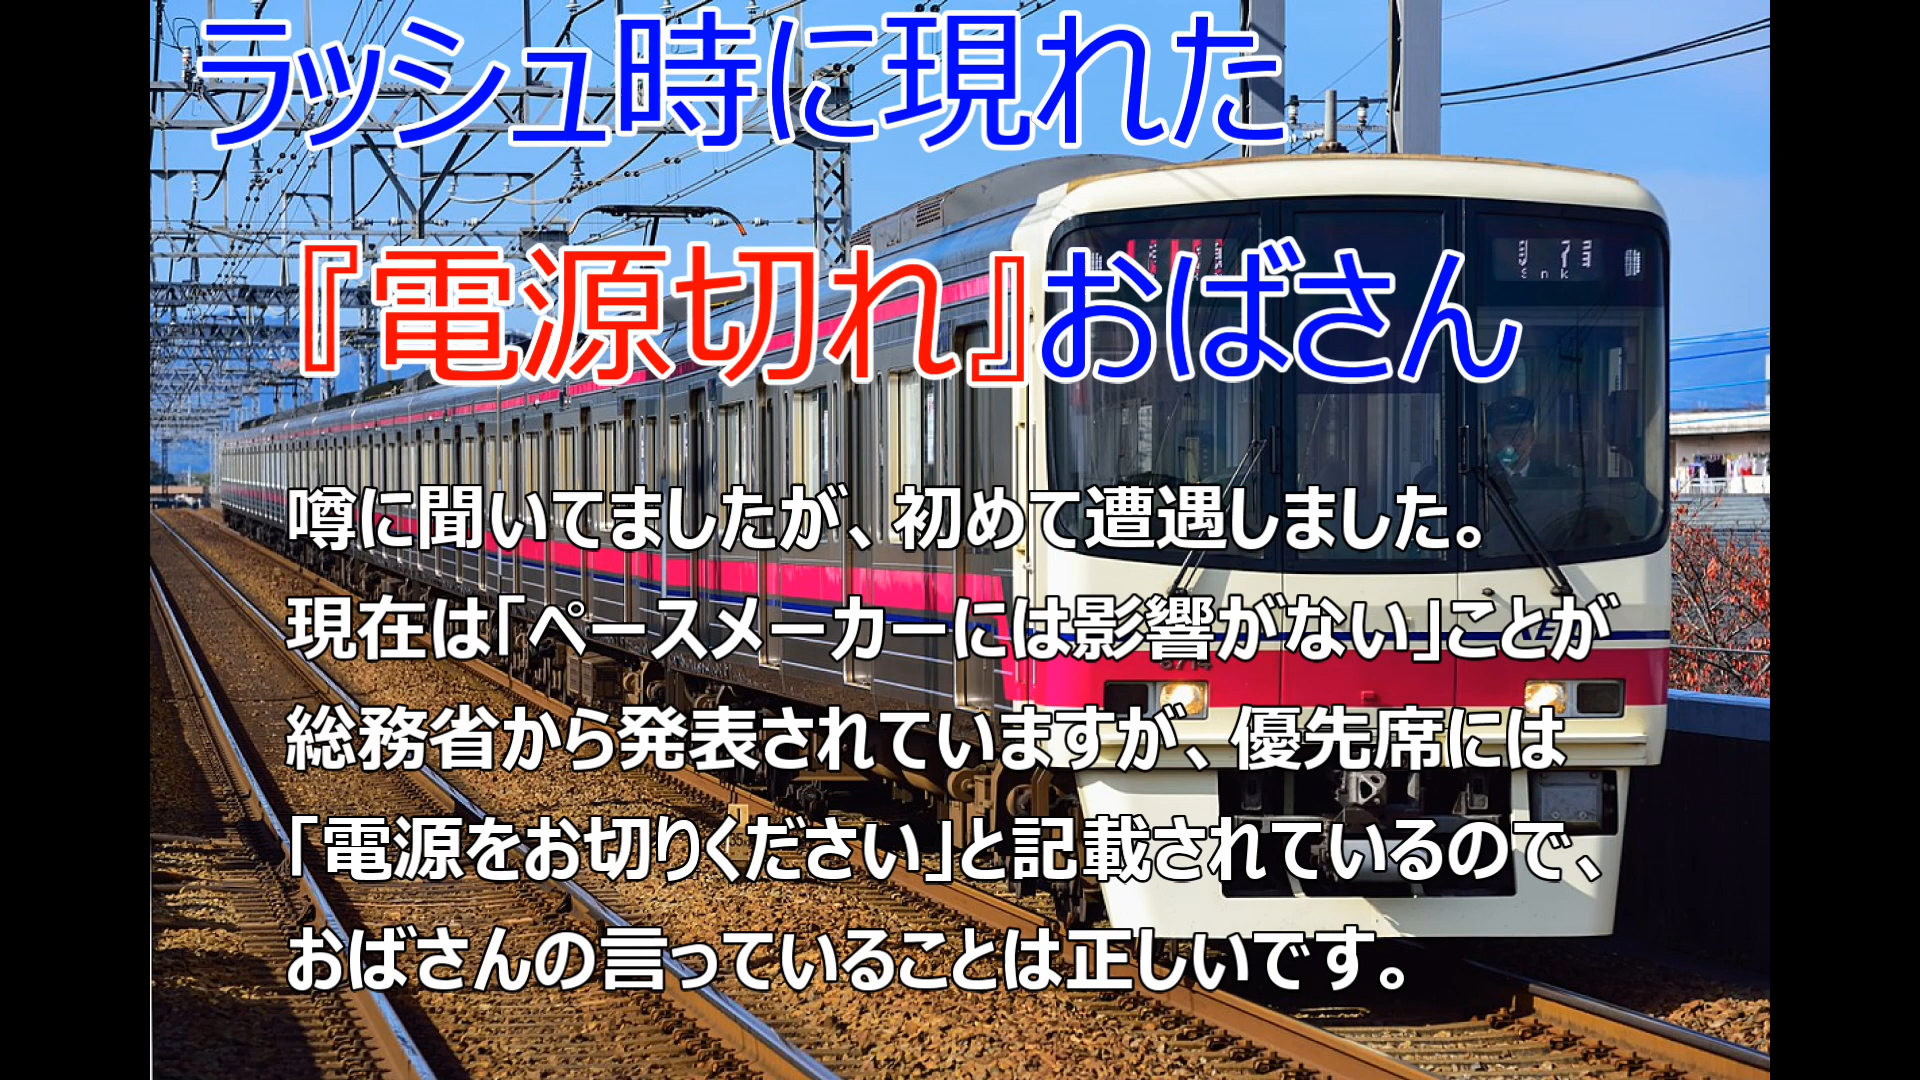 ラッシュ時に現れた
『電源切れ』おばさん
噂に聞いてましたが、初めて遭遇しました。
現在は「ペースメーカーには影響がない」ことが
総務省から発表されていますが、優先席には
「電源をお切りください」と記載されているので、
おばさんの言っていることは正しいです。